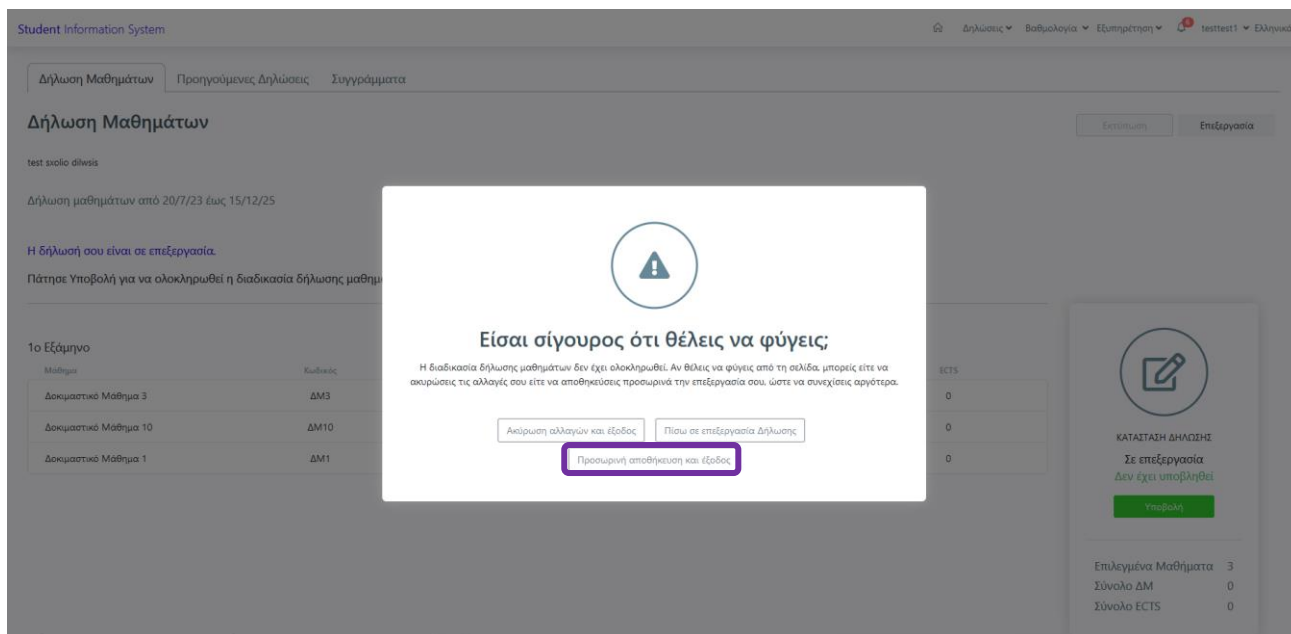 Student Information System
Δηλώσεις Βαθμολογία Εξυπηρέτηση testtest1 Ελληνικά
Δήλωση Μαθημάτων Προηγούμενες Δηλώσεις Συγγράμματα
Δήλωση Μαθημάτων
Εκτύπωση Επεξεργασία
test sxolio dilwsis
Δήλωση μαθημάτων από 20/7/23 έως 15/12/25
Η δήλωσή σου είναι σε επεξεργασία.
Πάτησε Υποβολή για να ολοκληρωθεί η διαδικασία δήλωσης
Είσαι σίγουρος ότι θέλεις να φύγεις;
Η διαδικασία δήλωσης μαθημάτων δεν έχει ολοκληρωθεί. Αν θέλεις να φύγεις από τη σελίδα, μπορείς είτε να
ακυρώσεις τις αλλαγές σου είτε να αποθηκεύσεις προσωρινά την επεξεργασία σου, ώστε να συνεχίσεις αργότερα.
Ακύρωση αλλαγών και έξοδος Πίσω σε επεξεργασία Δήλωσης
Προσωρινή αποθήκευση και έξοδος
1ο Εξάμηνο
Μάθημα Κωδικός ECTS
Δοκιμαστικό Μάθημα 3 ΔΜ3 0
Δοκιμαστικό Μάθημα 10 ΔΜ10 0
Δοκιμαστικό Μάθημα 1 ΔΜ1 0
ΚΑΤΑΣΤΑΣΗ ΔΗΛΩΣΗΣ
Σε επεξεργασία
Δεν έχει υποβληθεί
Υποβολή
Επιλεγμένα Μαθήματα 3
Σύνολο ΔΜ 0
Σύνολο ECTS 0